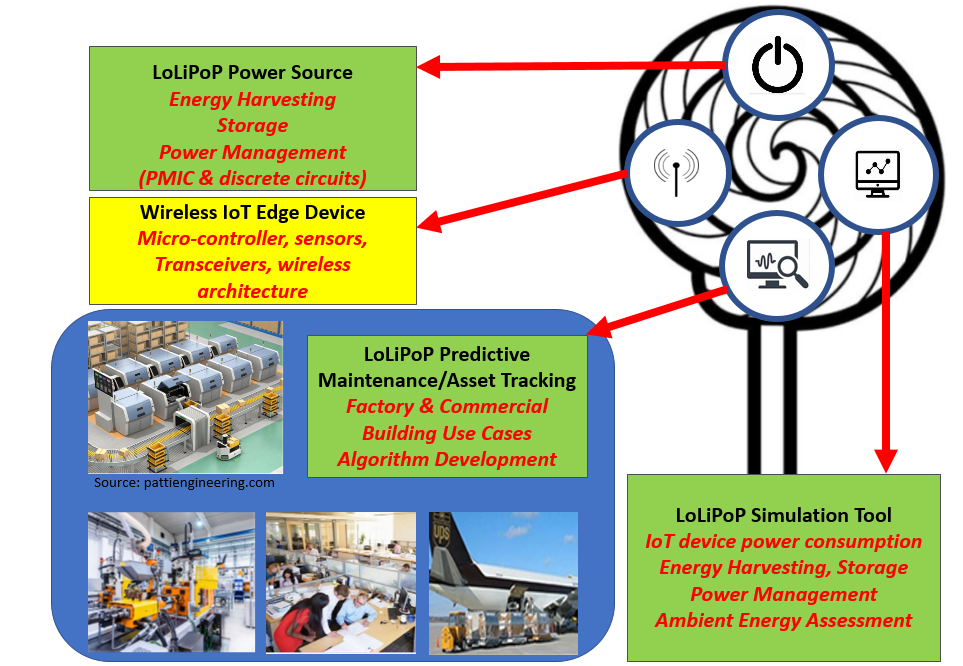 LoLiPoP Power Source
Energy Harvesting
Storage
Power Management
(PMIC & discrete circuits)
Wireless IoT Edge Device
Micro-controller, sensors,
Transceivers, wireless
architecture
LoLiPoP Predictive
Maintenance/Asset Tracking
Factory & Commercial
Building Use Cases
Algorithm Development
Source: pattiengineering.com
ups
LoLiPoP Simulation Tool
IoT device power consumption
Energy Harvesting, Storage
Power Management
Ambient Energy Assessment